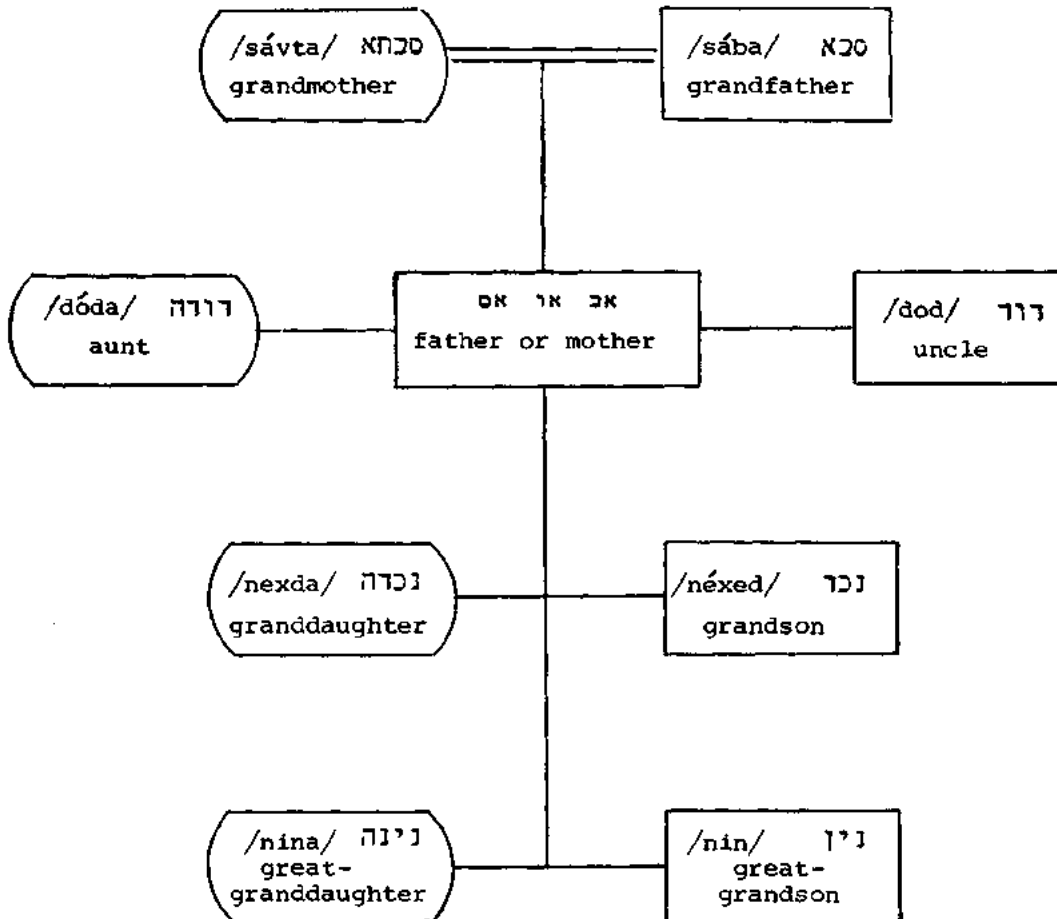 /sávta/ סבתא
grandmother
/sába/ סבא
grandfather
/dóda/ דודה
aunt
אב או אם
father or mother
/dod/ דוד
uncle
/nexda/ נכדה
granddaughter
/néxed/ נכד
grandson
/nina/ נינה
great-
granddaughter
/nin/ נין
great-
grandson